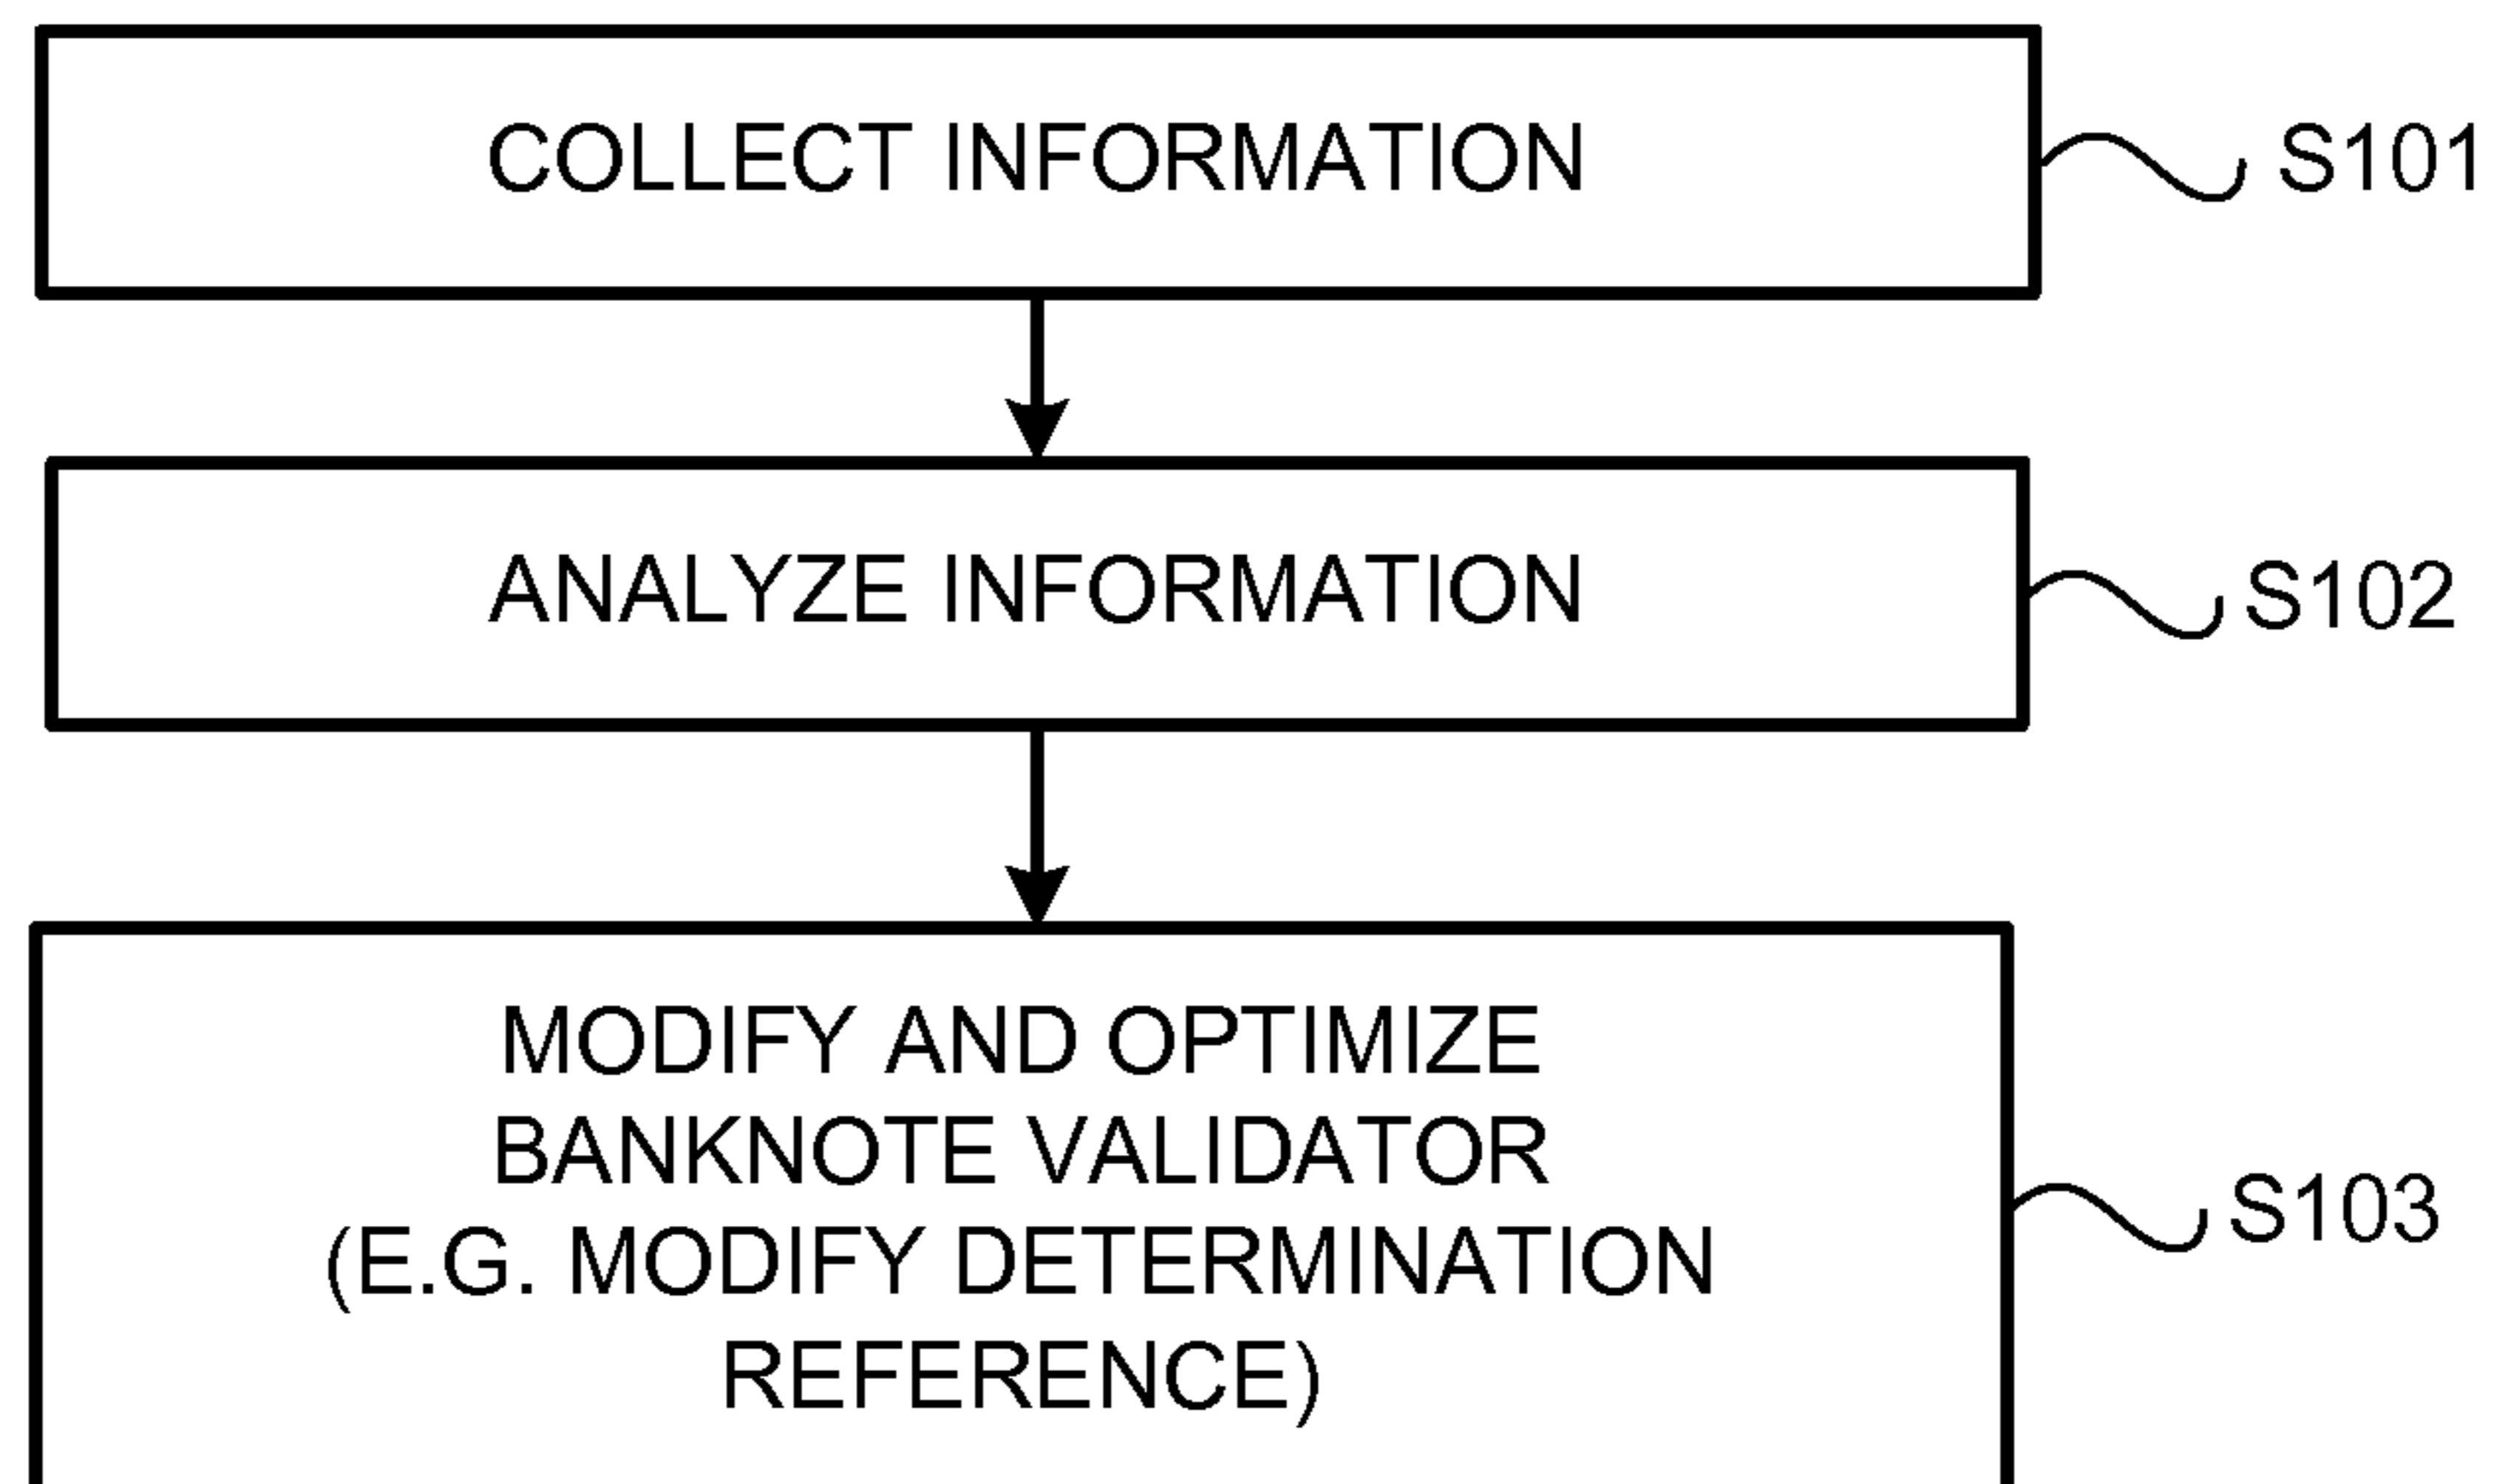 COLLECT INFORMATION
S101
ANALYZE INFORMATION
S102
MODIFY AND OPTIMIZE
BANKNOTE VALIDATOR
(E.G. MODIFY DETERMINATION
REFERENCE)
S103